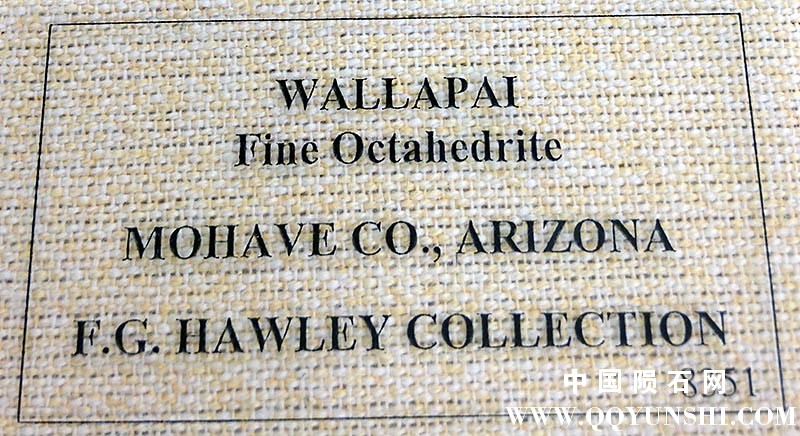 WALLAPAI
Fine Octahedrite
MOHAVE CO., ARIZONA
F.G. HAWLEY COLLECTION
中国陨石网
WWW.QQYUNSHI.COM